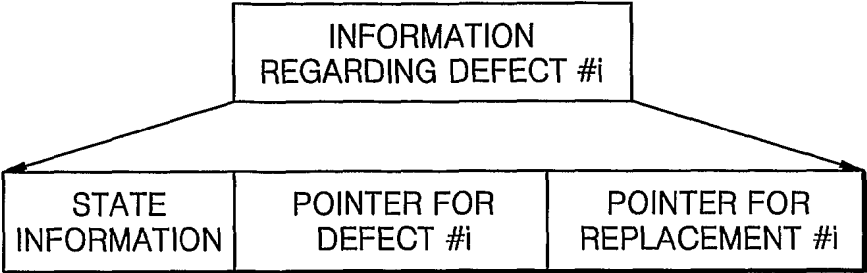 INFORMATION
REGARDING DEFECT #i
STATE
INFORMATION
POINTER FOR
DEFECT #i
POINTER FOR
REPLACEMENT #i